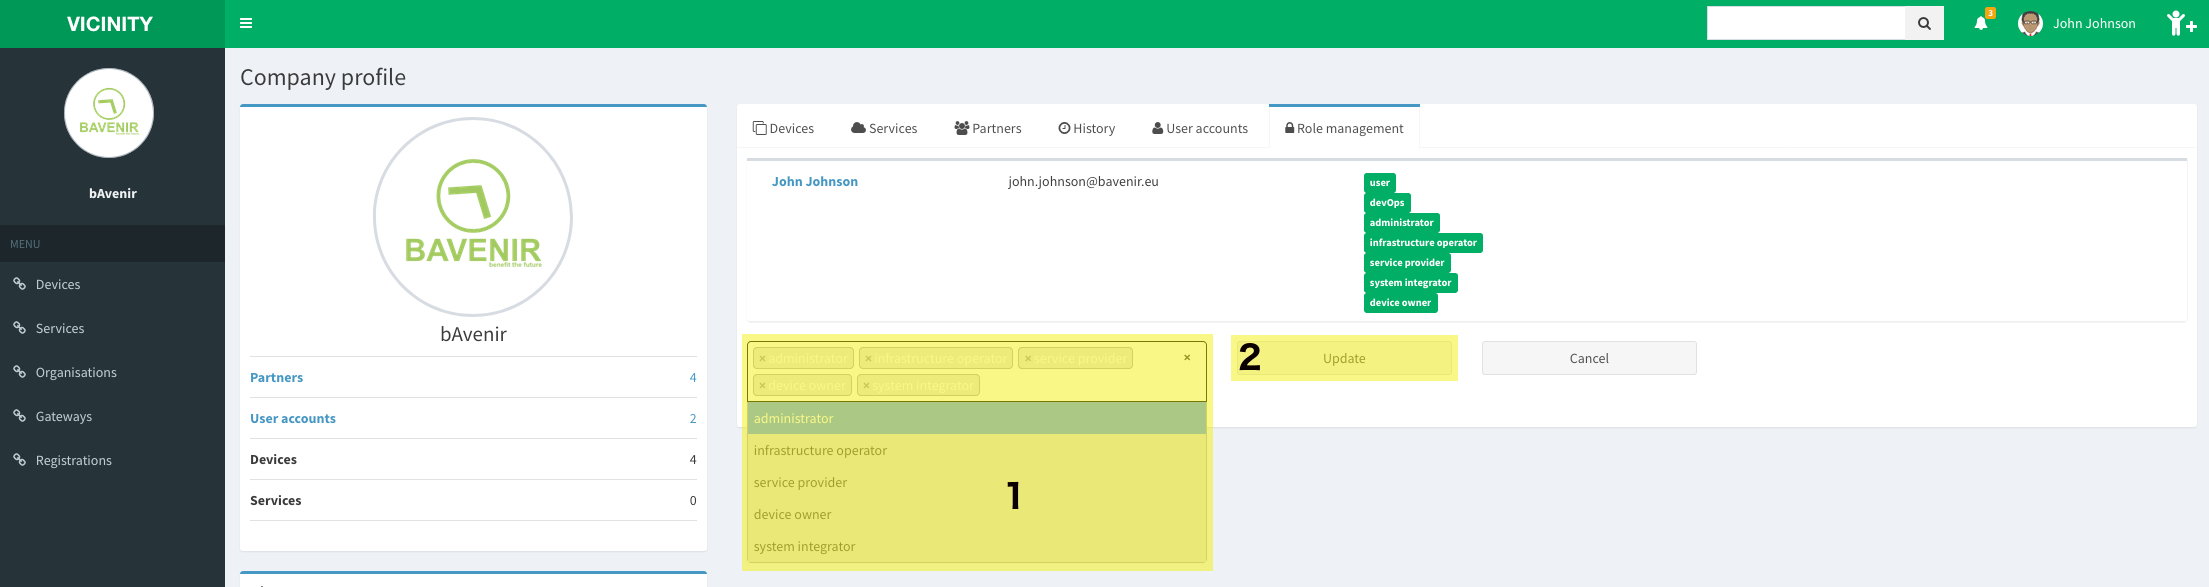 VICINITY
3
John Johnson
BAVENIR
bAvenir
MENU
Devices
Services
Organisations
Gateways
Registrations
Company profile
BAVENIR
benefit the future
bAvenir
Partners 4
User accounts 2
Devices 4
Services 0
Devices Services Partners History User accounts Role management
John Johnson john.johnson@bavenir.eu user
devOps
administrator
infrastructure operator
service provider
system integrator
device owner
× administrator × infrastructure operator × service provider ×
× device owner × system integrator
administrator
infrastructure operator
service provider
device owner
system integrator
1
2 Update Cancel